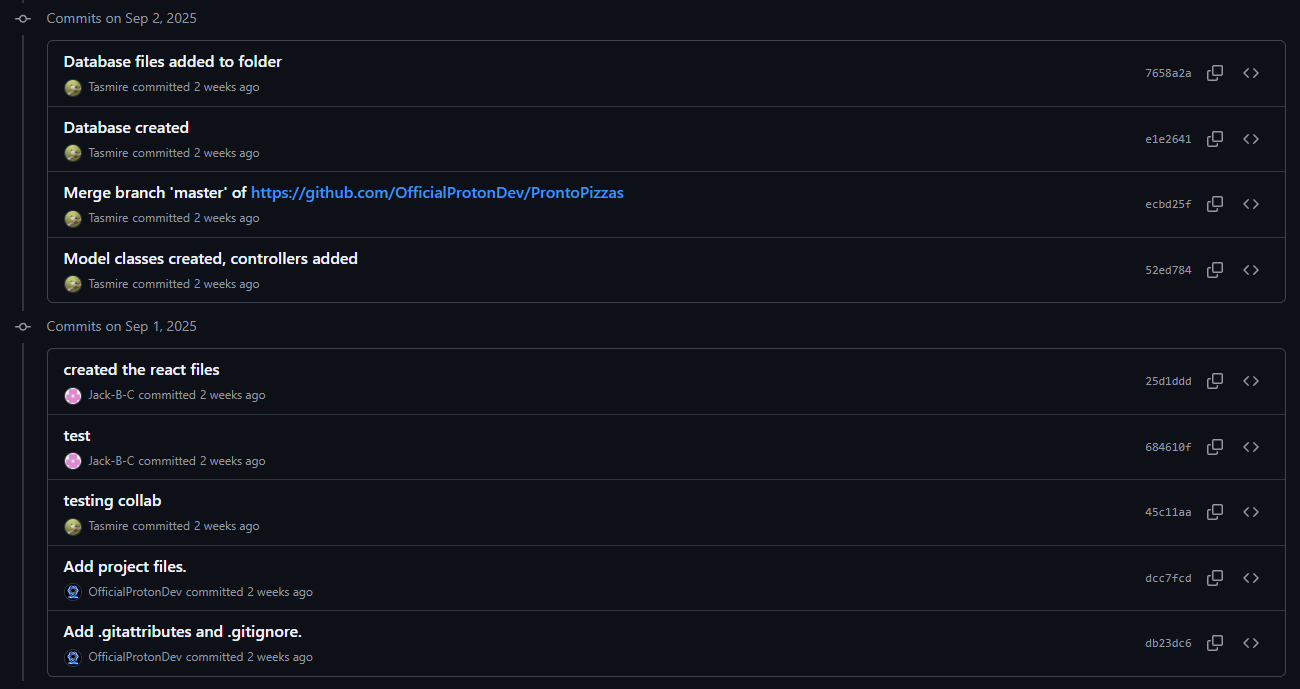 Commits on Sep 2, 2025
Database files added to folder
Tasmire committed 2 weeks ago
7658a2a
Database created
Tasmire committed 2 weeks ago
e1e2641
Merge branch 'master' of https://github.com/OfficialProtonDev/ProntoPizzas
Tasmire committed 2 weeks ago
ecbd25f
Model classes created, controllers added
Tasmire committed 2 weeks ago
52ed784
Commits on Sep 1, 2025
created the react files
Jack-B-C committed 2 weeks ago
25d1ddd
test
Jack-B-C committed 2 weeks ago
684610f
testing collab
Tasmire committed 2 weeks ago
45c11aa
Add project files.
OfficialProtonDev committed 2 weeks ago
dcc7fcd
Add .gitattributes and .gitignore.
OfficialProtonDev committed 2 weeks ago
db23dc6